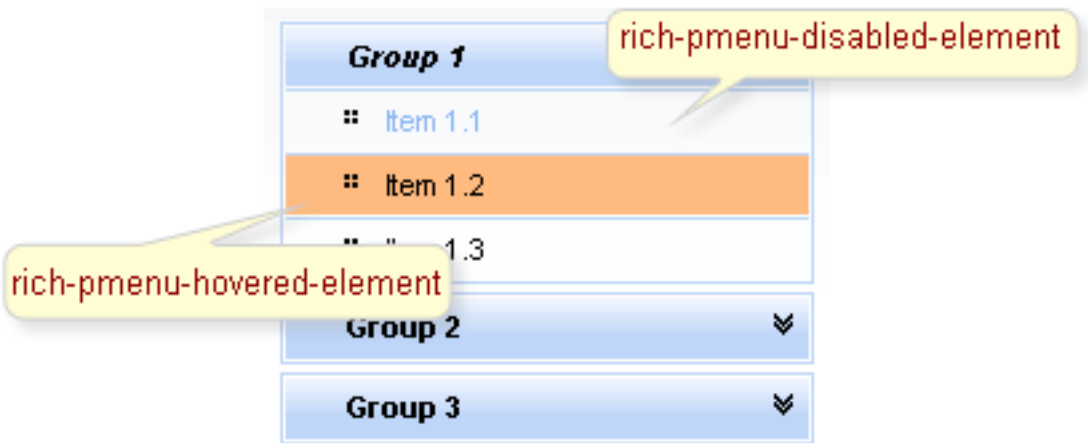 rich-pmenu-disabled-element
Group 1
Item 1.1
Item 1.2
1.3
rich-pmenu-hovered-element
Group 2
Group 3